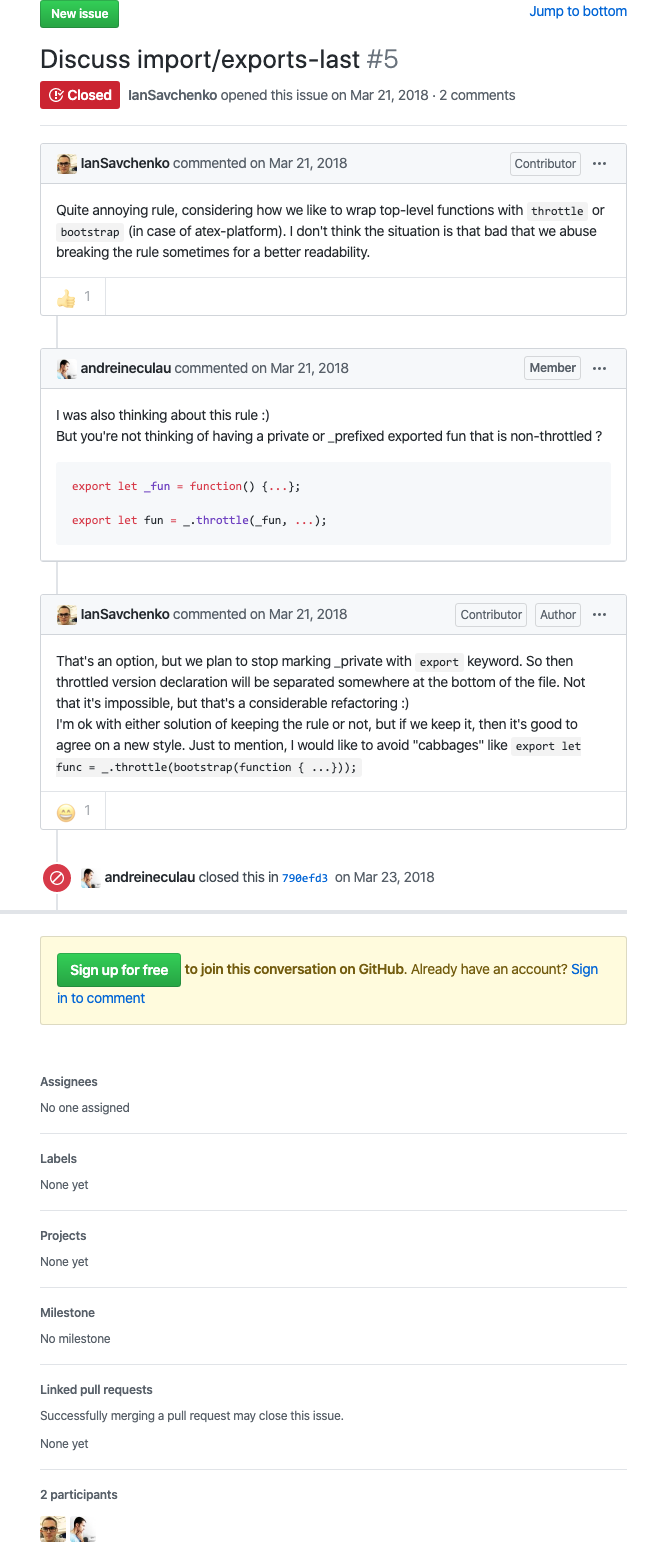 New issue
Jump to bottom
Discuss import/exports-last #5
Closed IanSavchenko opened this issue on Mar 21, 2018 · 2 comments
IanSavchenko commented on Mar 21, 2018 Contributor ···
Quite annoying rule, considering how we like to wrap top-level functions with throttle or
bootstrap (in case of atex-platform). I don't think the situation is that bad that we abuse
breaking the rule sometimes for a better readability.
👍 1
andreineculau commented on Mar 21, 2018 Member ···
I was also thinking about this rule :)
But you're not thinking of having a private or _prefixed exported fun that is non-throttled ?
export let _fun = function() {...};
export let fun = _.throttle(_fun, ...);
IanSavchenko commented on Mar 21, 2018 Contributor Author ···
That's an option, but we plan to stop marking _private with export keyword. So then
throttled version declaration will be separated somewhere at the bottom of the file. Not
that it's impossible, but that's a considerable refactoring :)
I'm ok with either solution of keeping the rule or not, but if we keep it, then it's good to
agree on a new style. Just to mention, I would like to avoid "cabbages" like export let
func = _.throttle(bootstrap(function { ...}));
😄 1
andreineculau closed this in 790efd3 on Mar 23, 2018
Sign up for free to join this conversation on GitHub. Already have an account? Sign
in to comment
Assignees
No one assigned
Labels
None yet
Projects
None yet
Milestone
No milestone
Linked pull requests
Successfully merging a pull request may close this issue.
None yet
2 participants